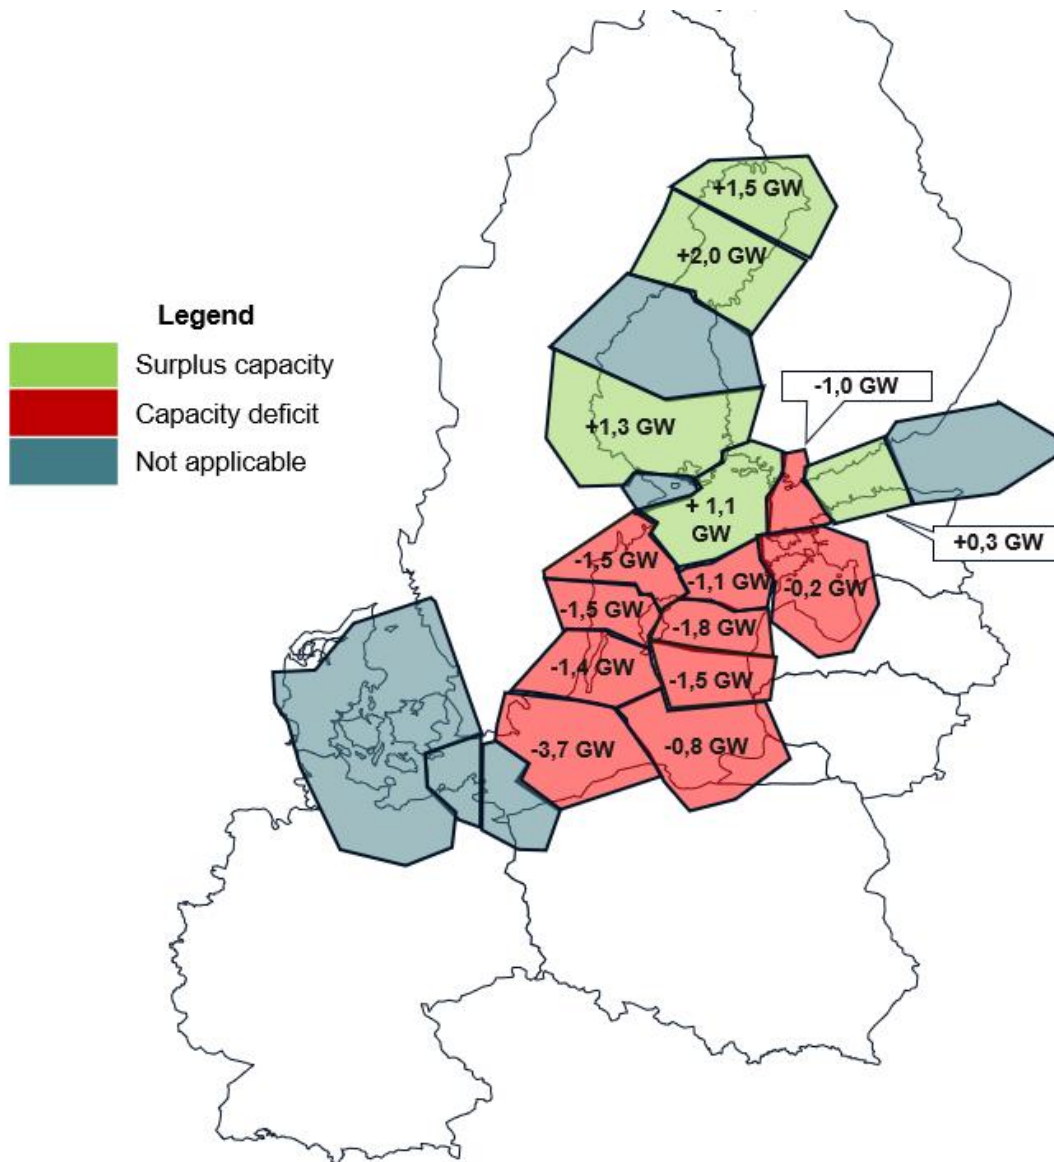 +1,5 GW
+2,0 GW
Legend
Surplus capacity
Capacity deficit
Not applicable
-1,0 GW
+1,3 GW
+ 1,1
GW
+0,3 GW
-1,5 GW
-1,1 GW
-0,2 GW
-1,5 GW
-1,8 GW
-1,4 GW
-1,5 GW
-3,7 GW
-0,8 GW